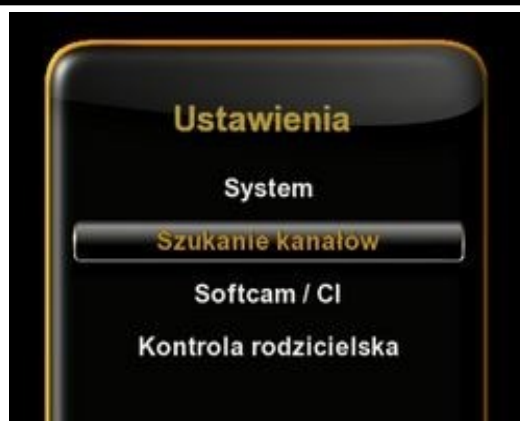 Ustawienia
System
Szukanie kanałów
Softcam / CI
Kontrola rodzicielska